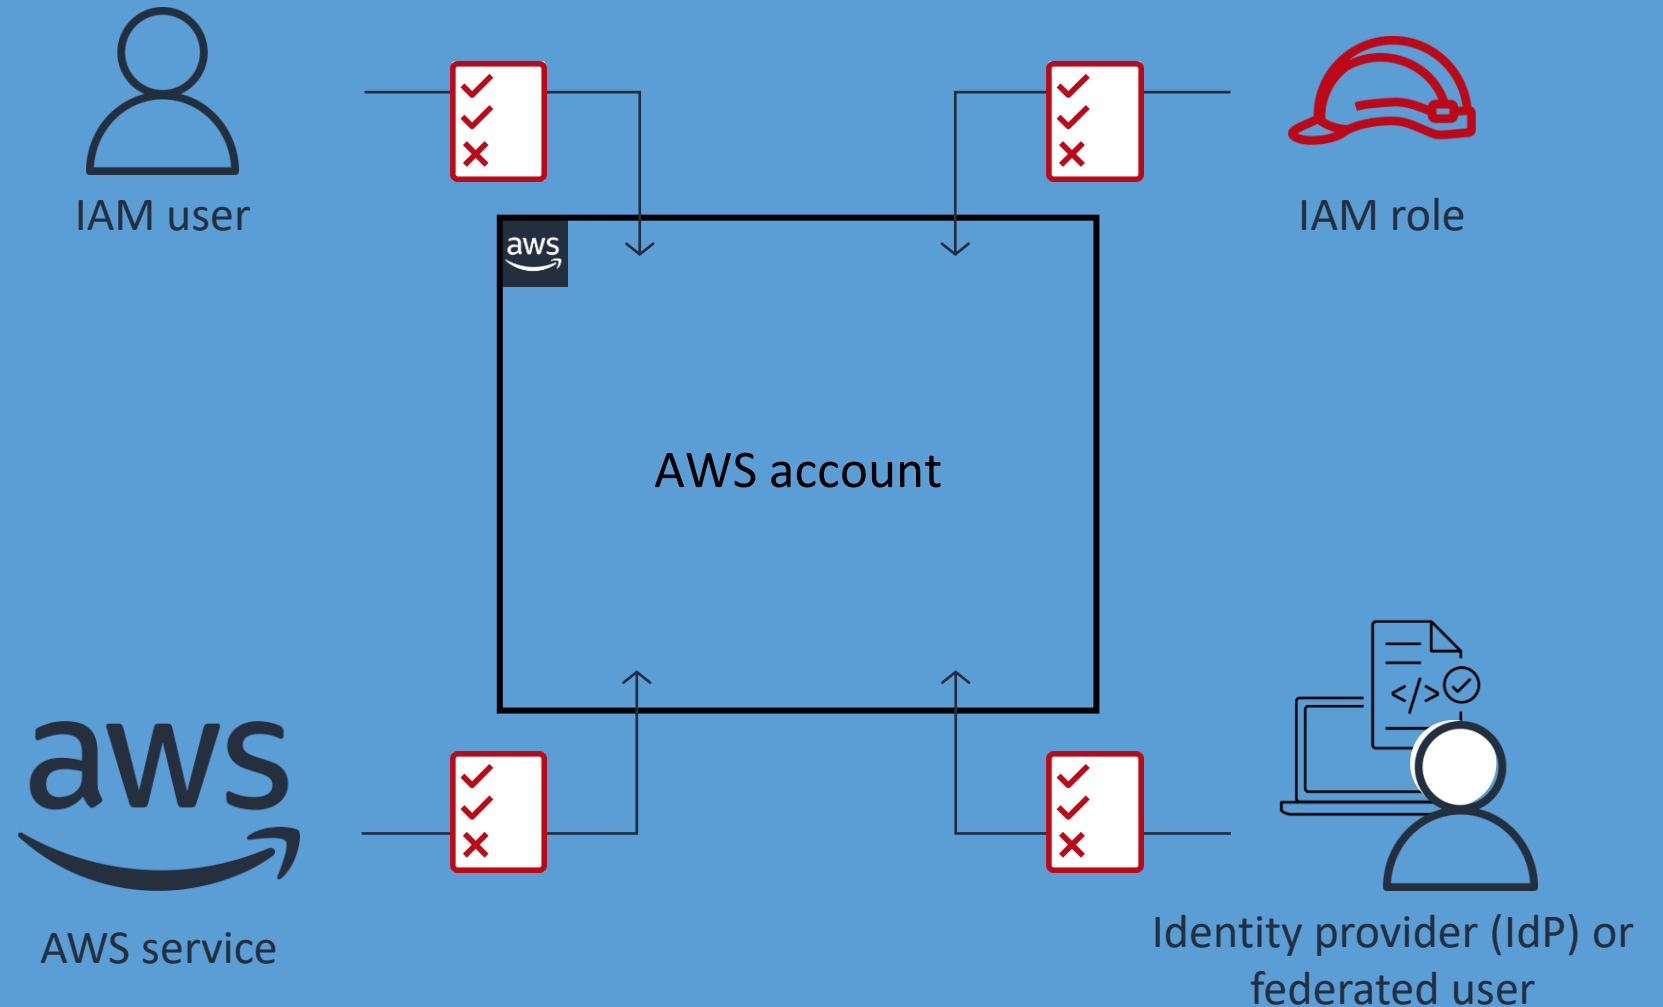 IAM user
IAM role
aws
AWS account
</>
aws
AWS service
Identity provider (IdP) or
federated user